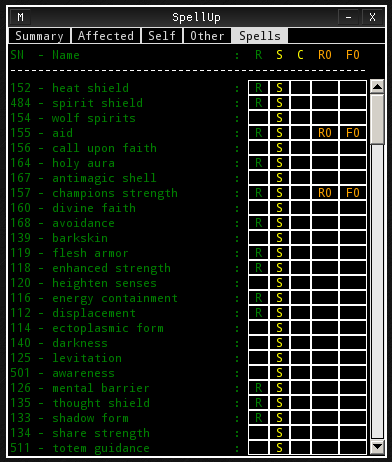 M SpellUp - X
Summary Affected Self Other Spells
SN - Name : R S C RO FO
152 - heat shield : R S
484 - spirit shield : R S
154 - wolf spirits : S
155 - aid : S RO FO
156 - call upon faith : S
164 - holy aura : R S
167 - antimagic shell : S
157 - champions strength : R S RO FO
160 - divine faith : S
168 - avoidance : R S
139 - barkskin : S
119 - flesh armor : R S
118 - enhanced strength : R S
120 - heighten senses : S
116 - energy containment : R S
112 - displacement : R S
114 - ectoplasmic form : S
140 - darkness : S
125 - levitation : S
501 - awareness : S
126 - mental barrier : R S
135 - thought shield : R S
133 - shadow form : R S
134 - share strength : S
511 - totem guidance : S